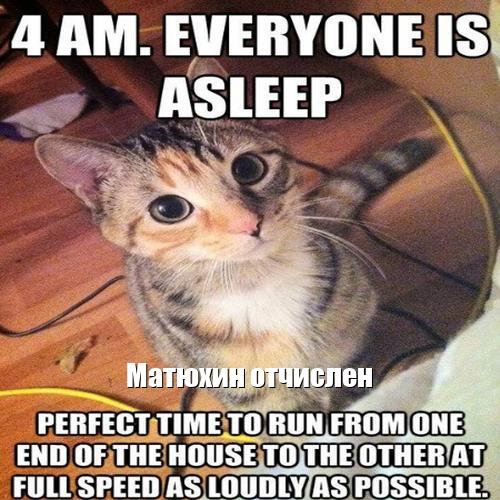 4 AM. EVERYONE IS
ASLEEP
Матюхин отчислен
PERFECT TIME TO RUN FROM ONE
END OF THE HOUSE TO THE OTHER AT
FULL SPEED AS LOUDLY AS POSSIBLE.